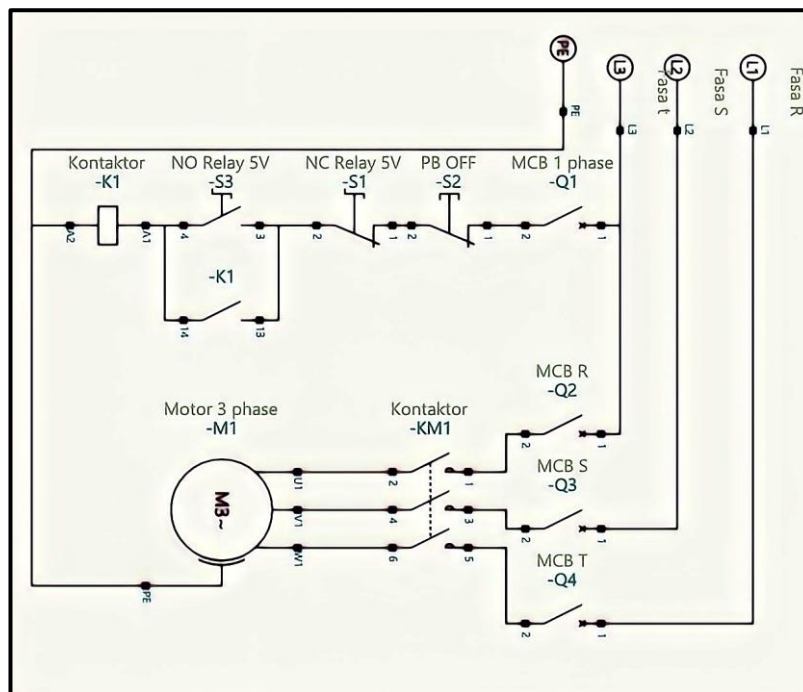 PE
L3
L2
L1
Fasa t
Fasa S
Fasa R
PE
L3
L2
L1
Kontaktor
-K1
NO Relay 5V
-S3
NC Relay 5V
-S1
PB OFF
-S2
MCB 1 phase
-Q1
A2
A1
4
3
2
1
2
1
2
1
-K1
14
13
MCB R
-Q2
2
1
Motor 3 phase
-M1
Kontaktor
-KM1
M3~
U1
2
1
V1
4
3
W1
6
5
MCB S
-Q3
2
1
MCB T
-Q4
2
1
PE